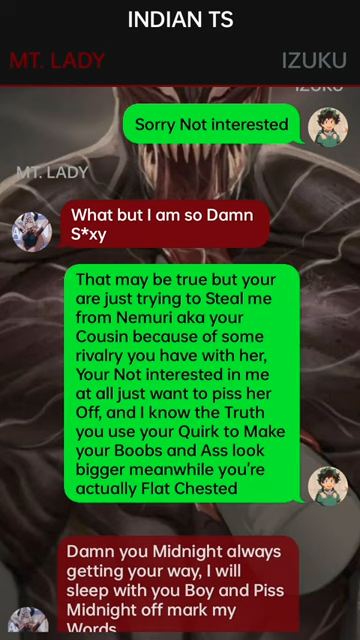 INDIAN TS
MT. LADY
IZUKU
IZUKU
Sorry Not interested
MT. LADY
What but I am so Damn
S*xy
That may be true but your
are just trying to Steal me
from Nemuri aka your
Cousin because of some
rivalry you have with her,
Your Not interested in me
at all just want to piss her
Off, and I know the Truth
you use your Quirk to Make
your Boobs and Ass look
bigger meanwhile you're
actually Flat Chested
Damn you Midnight always
getting your way, I will
sleep with you Boy and Piss
Midnight off mark my
Words